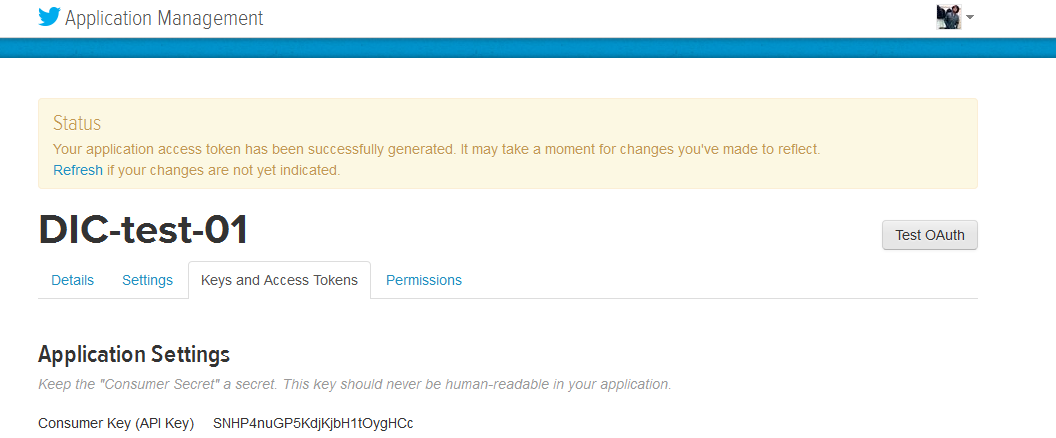 Application Management
Status
Your application access token has been successfully generated. It may take a moment for changes you've made to reflect.
Refresh if your changes are not yet indicated.
DIC-test-01
Test OAuth
Details Settings Keys and Access Tokens Permissions
Application Settings
Keep the "Consumer Secret" a secret. This key should never be human-readable in your application.
Consumer Key (API Key) SNHP4nuGP5KdjKjbH1tOygHCc